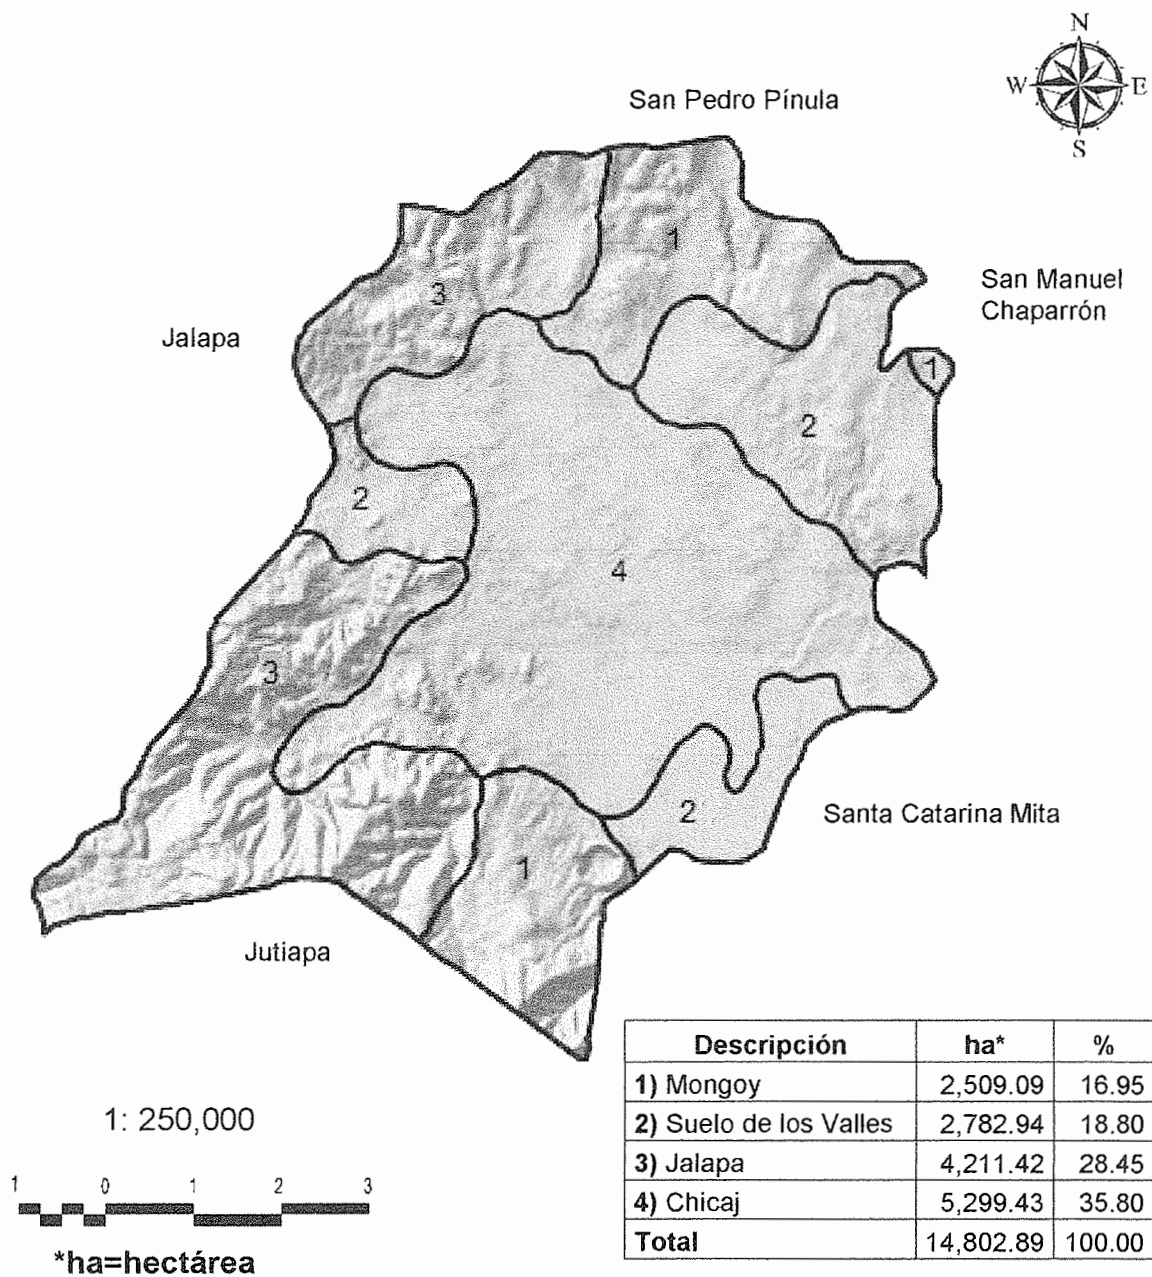 N
W E
S
San Pedro Pínula
1
San Manuel
Chaparrón
3
Jalapa
1
2
2
4
3
2
Santa Catarina Mita
1
Jutiapa
Descripción ha* %
1) Mongoy 2,509.09 16.95
2) Suelo de los Valles 2,782.94 18.80
3) Jalapa 4,211.42 28.45
4) Chicaj 5,299.43 35.80
Total 14,802.89 100.00
1: 250,000
1 0 1 2 3
*ha=hectárea